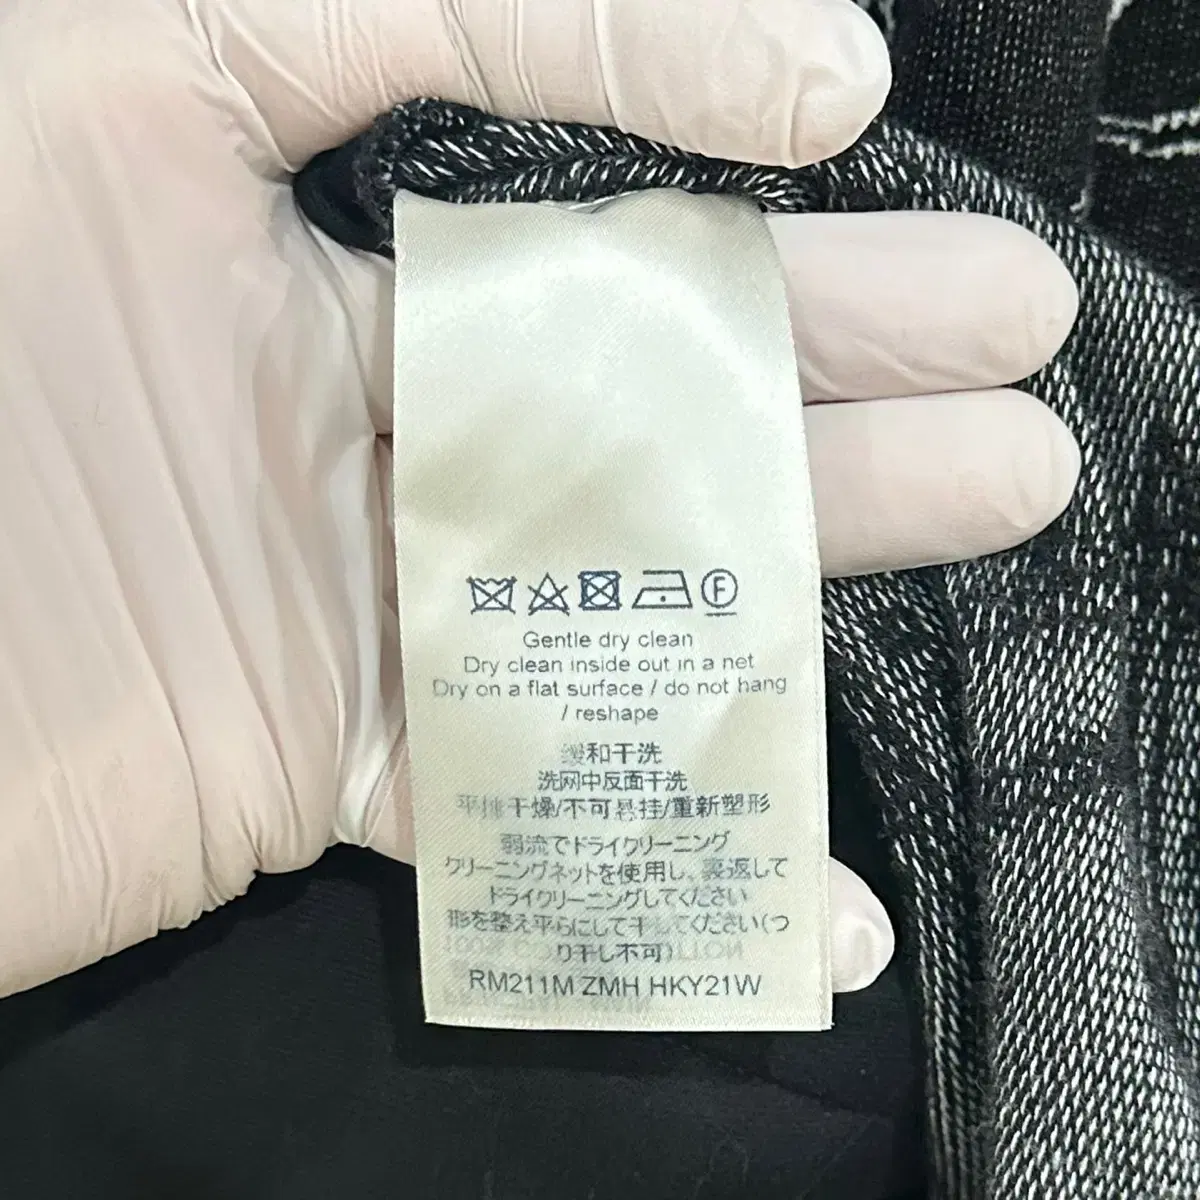 F
Gentle dry clean
Dry clean inside out in a net
Dry on a flat surface / do not hang
/ reshape
缓和干洗
洗网中反面干洗
平摊干燥/不可悬挂/重新塑形
弱流でドライクリーニング
クリーニングネットを使用し、裏返して
ドライクリーニングしてください
形を整え平らにして干してください(つ
り干し不可)
RM211M ZMH HKY21W